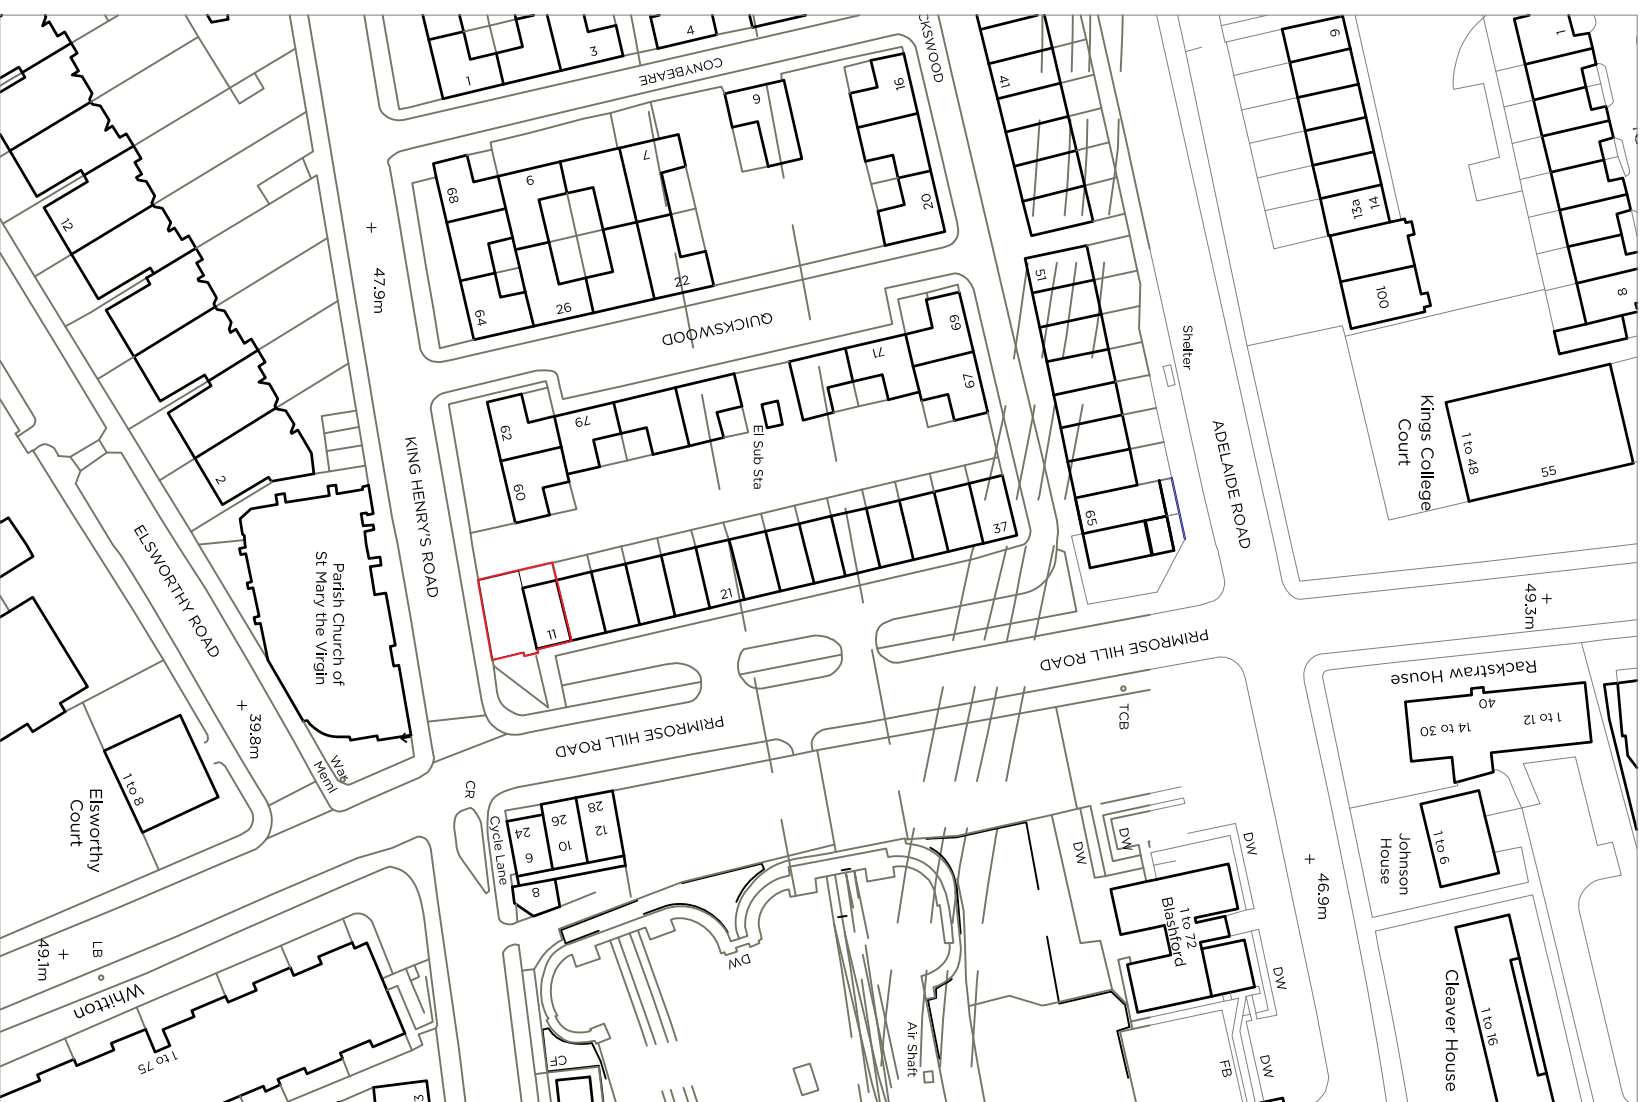 1
3
4
CONYBEARE
CKSWOOD
41
9
1
68
6
7
9
16
20
12
47.9m
64
26
22
QUICKSWOOD
51
14
13a
100
8
Shelter
Kings College
Court
1 to 48
55
62
79
71
69
67
60
El Sub Sta
2
KING HENRY'S ROAD
ADELAIDE ROAD
65
37
21
11
ELSWORTHY ROAD
Parish Church of
St Mary the Virgin
49.3m
PRIMROSE HILL ROAD
Rackstraw House
40
14 to 30
1 to 12
TCB
PRIMROSE HILL ROAD
39.8m
War
Meml
1 to 8
Elsworthy
Court
CR
Cycle Lane
24
6
26
10
28
12
8
DW
DW
DW
1 to 6
Johnson
House
46.9m
1 to 72
Blashford
DW
DW
DW
FB
49.1m
LB
Whitton
1 to 75
CF
Air Shaft
Cleaver House
1 to 16
3